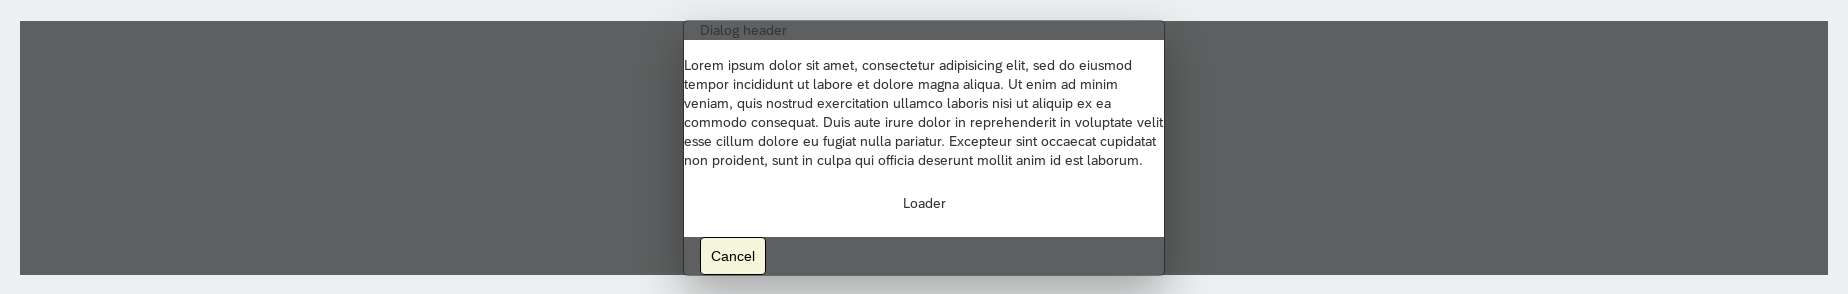 Dialog header
Lorem ipsum dolor sit amet, consectetur adipisicing elit, sed do eiusmod
tempor incididunt ut labore et dolore magna aliqua. Ut enim ad minim
veniam, quis nostrud exercitation ullamco laboris nisi ut aliquip ex ea
commodo consequat. Duis aute irure dolor in reprehenderit in voluptate velit
esse cillum dolore eu fugiat nulla pariatur. Excepteur sint occaecat cupidatat
non proident, sunt in culpa qui officia deserunt mollit anim id est laborum.
Loader
Cancel